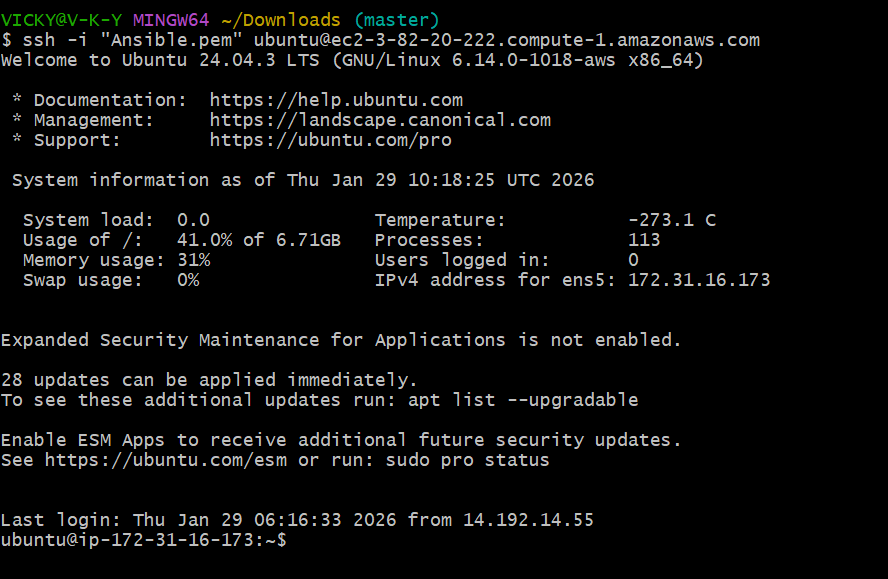 VICKY@V-K-Y MINGW64 ~/Downloads (master)
$ ssh -i "Ansible.pem" ubuntu@ec2-3-82-20-222.compute-1.amazonaws.com
Welcome to Ubuntu 24.04.3 LTS (GNU/Linux 6.14.0-1018-aws x86_64)

 * Documentation:  https://help.ubuntu.com
 * Management:     https://landscape.canonical.com
 * Support:        https://ubuntu.com/pro

 System information as of Thu Jan 29 10:18:25 UTC 2026

  System load:  0.0               Temperature:           -273.1 C
  Usage of /:   41.0% of 6.71GB   Processes:             113
  Memory usage: 31%               Users logged in:       0
  Swap usage:   0%                IPv4 address for ens5: 172.31.16.173


Expanded Security Maintenance for Applications is not enabled.

28 updates can be applied immediately.
To see these additional updates run: apt list --upgradable

Enable ESM Apps to receive additional future security updates.
See https://ubuntu.com/esm or run: sudo pro status


Last login: Thu Jan 29 06:16:33 2026 from 14.192.14.55
ubuntu@ip-172-31-16-173:~$